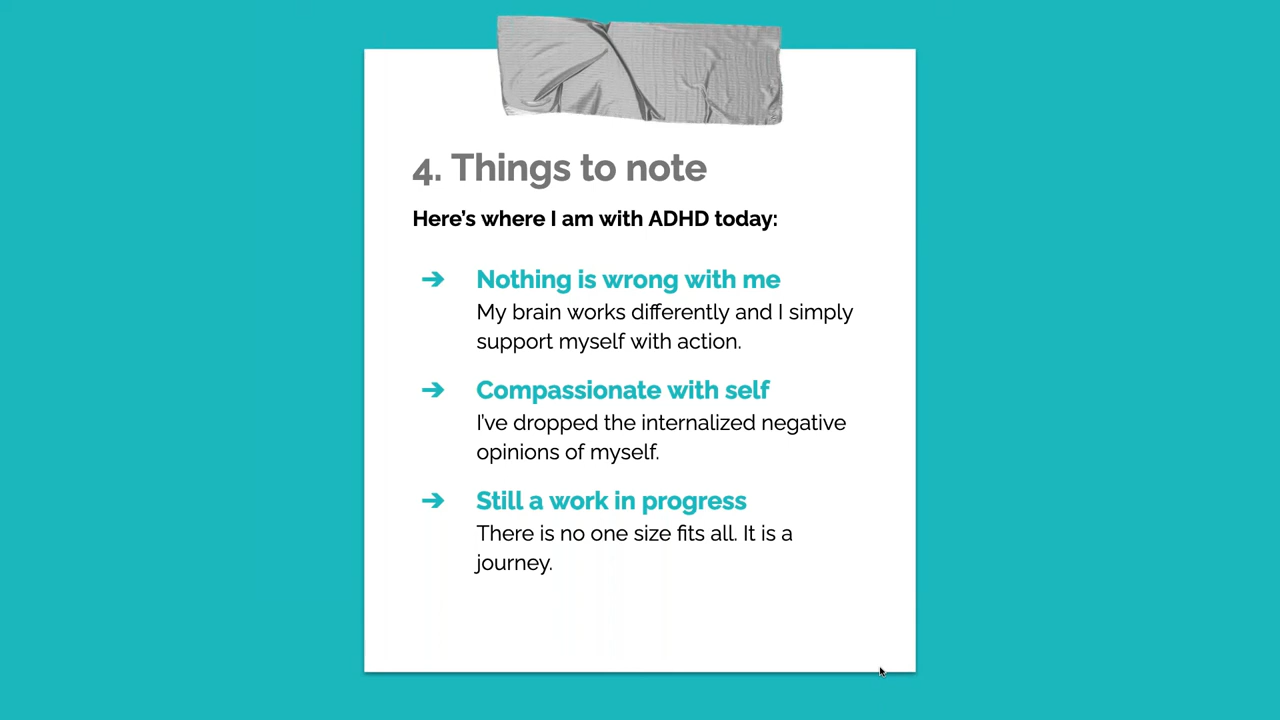 4. Things to note
Here's where I am with ADHD today:
➔ Nothing is wrong with me
My brain works differently and I simply
support myself with action.
➔ Compassionate with self
I've dropped the internalized negative
opinions of myself.
➔ Still a work in progress
There is no one size fits all. It is a
journey.